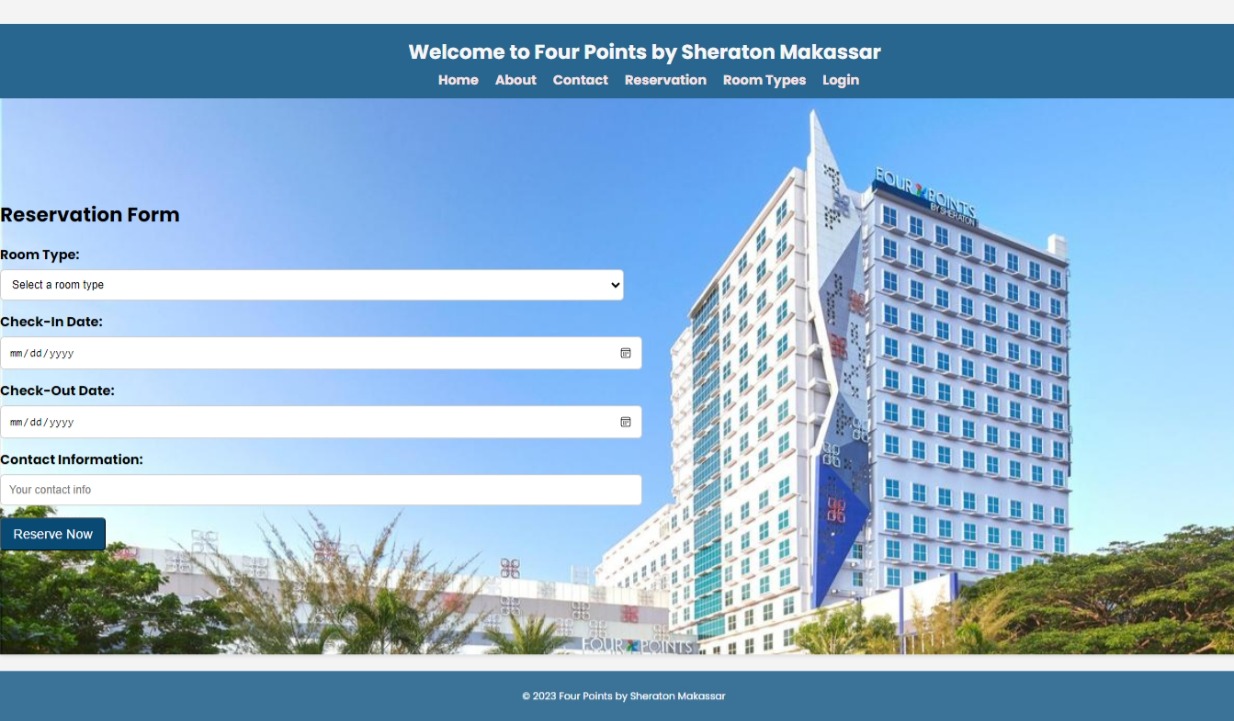 Welcome to Four Points by Sheraton Makassar
Home About Contact Reservation Room Types Login
FOUR POINTS
BY SHERATON
Reservation Form
Room Type:
Select a room type
Check-In Date:
mm/dd/yyyy
Check-Out Date:
mm/dd/yyyy
Contact Information:
Your contact info
Reserve Now
FOUR POINTS
© 2023 Four Points by Sheraton Makassar